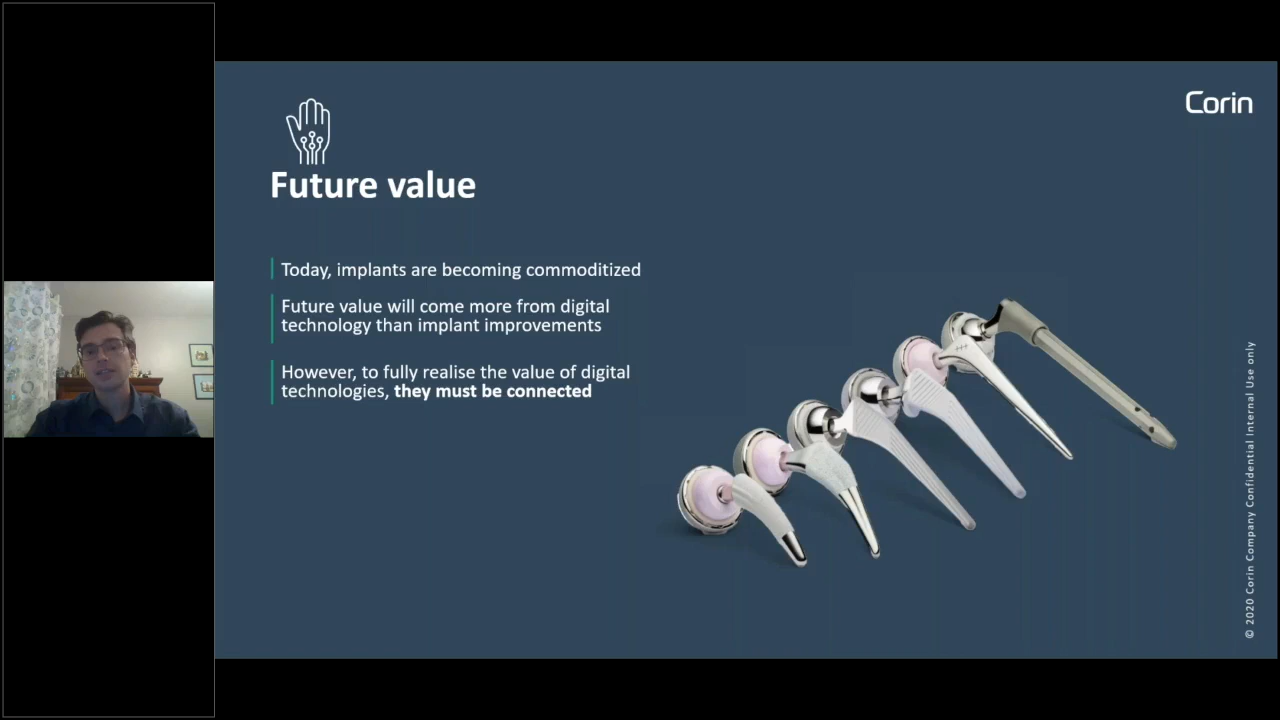 Corin
Future value
Today, implants are becoming commoditized
Future value will come more from digital
technology than implant improvements
However, to fully realise the value of digital
technologies, they must be connected
© 2020 Corin Company Confidential Internal Use only